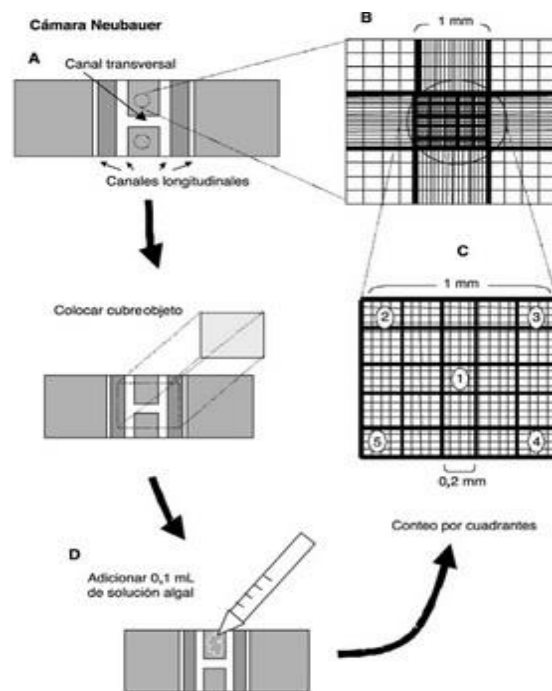 Cámara Neubauer
A
Canal transversal
Canales longitudinales
B
1 mm
C
1 mm
2
3
1
5
4
0,2 mm
Colocar cubreobjeto
Conteo por cuadrantes
D
Adicionar 0,1 mL
de solución algal